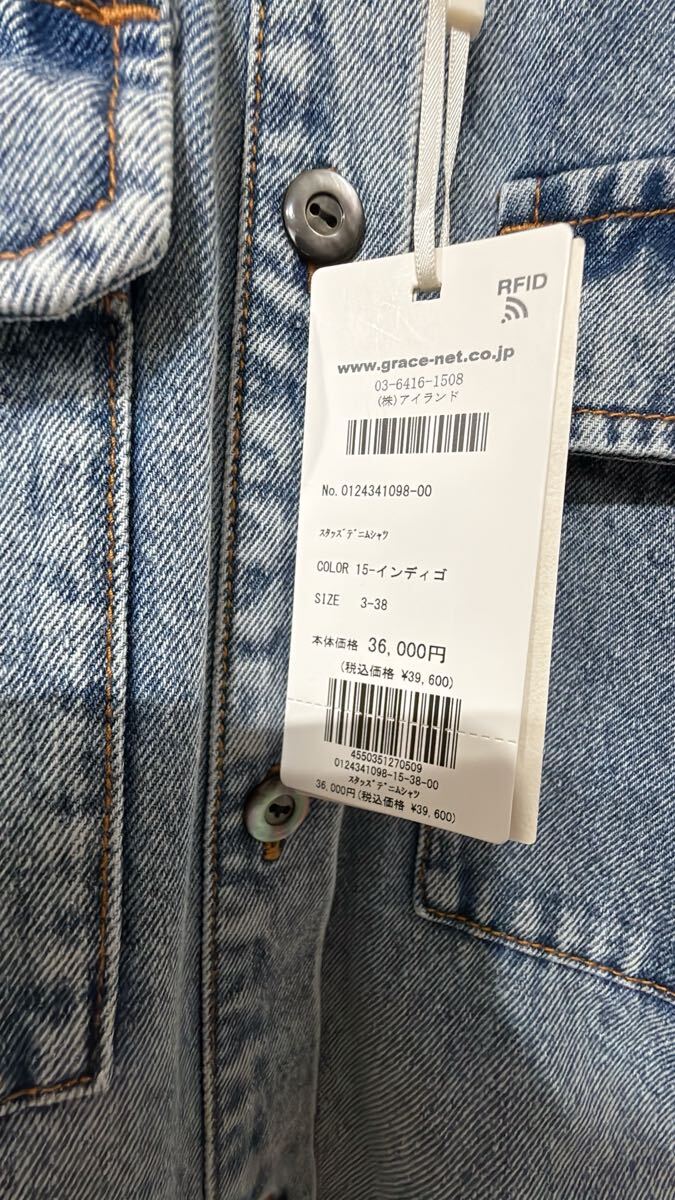 RFID
www.grace-net.co.jp
03-6416-1508
(株)アイランド
No. 0124341098-00
ｽﾀｯｽﾞﾃﾞﾆﾑｼｬﾂ
COLOR 15-インディゴ
SIZE 3-38
本体価格 36,000円
(税込価格 ¥39,600)
4550351270509
0124341098-15-38-00
ｽﾀｯｽﾞﾃﾞﾆﾑｼｬﾂ
36,000円(税込価格 ¥39,600)